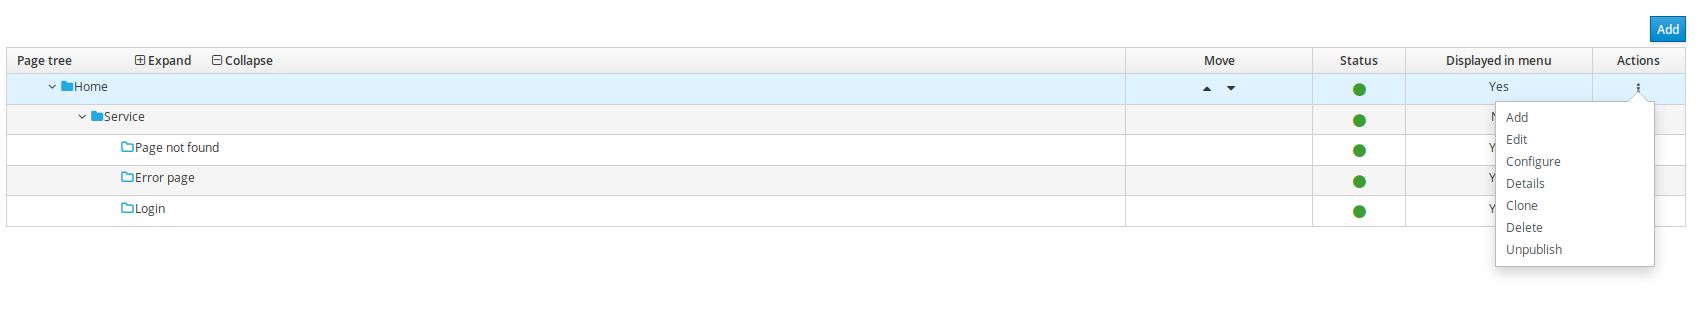 Add
Page tree Expand Collapse Move Status Displayed in menu Actions
Home Yes
Service
Page not found
Error page
Login
Add
Edit
Configure
Details
Clone
Delete
Unpublish